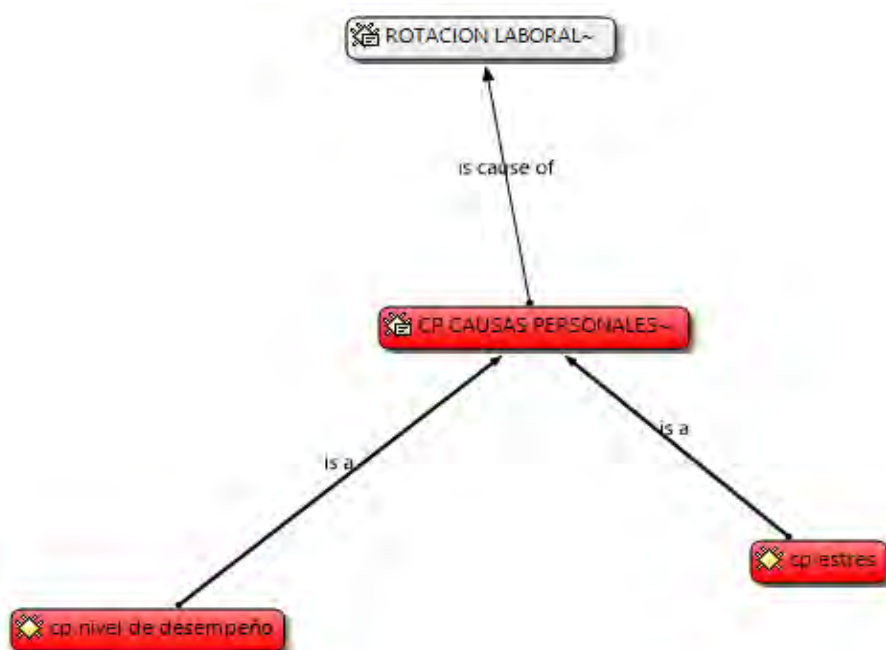 ROTACION LABORAL~
is cause of
CP CAUSAS PERSONALES~
is a
is a
cp estres
cp nivel de desempeño